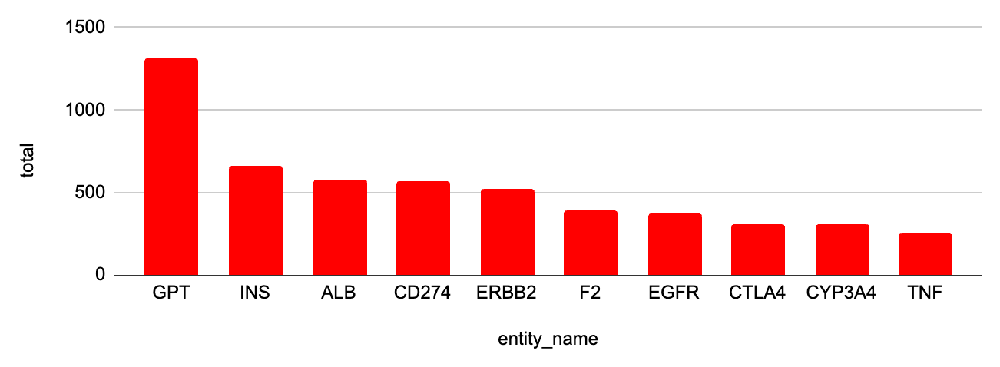 1500
1000
500
0
total
GPT INS ALB CD274 ERBB2 F2 EGFR CTLA4 CYP3A4 TNF
entity_name